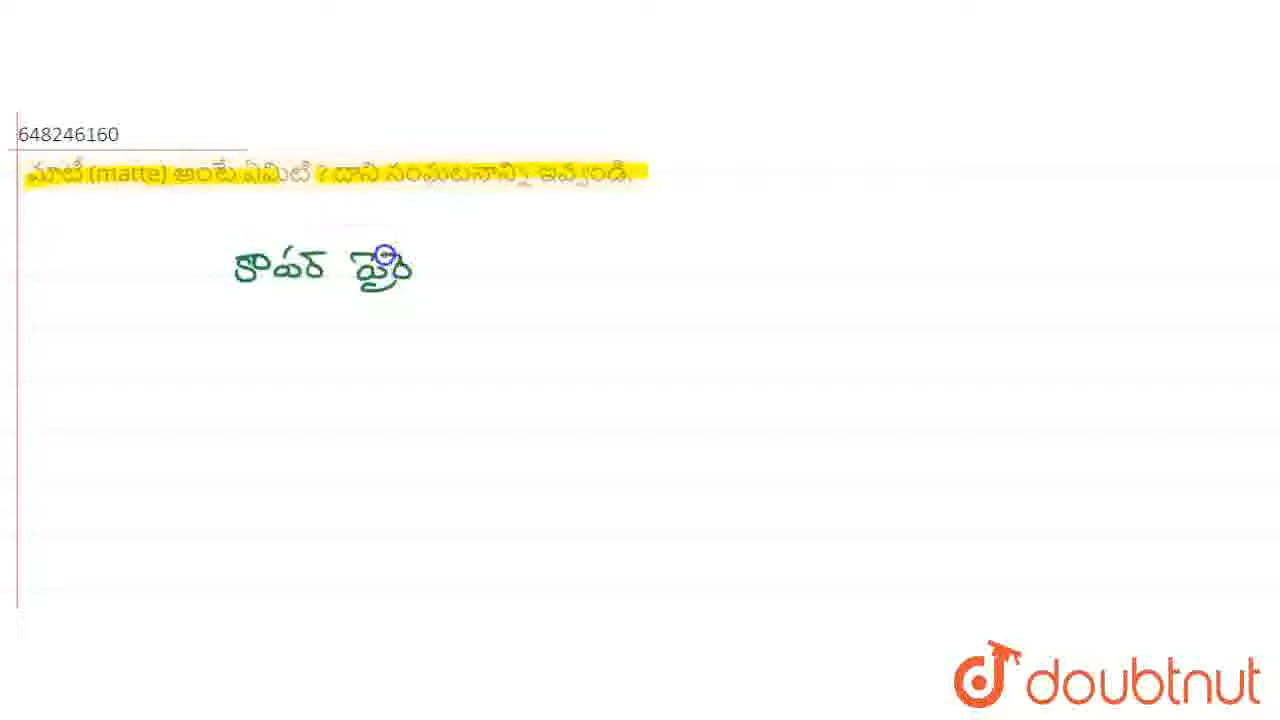 648246160
మాటీ (matte) అంటే ఏమిటి ? దాని సంఘటనాన్ని ఇవ్వండి.
కాపర్ పైరె
doubtnut